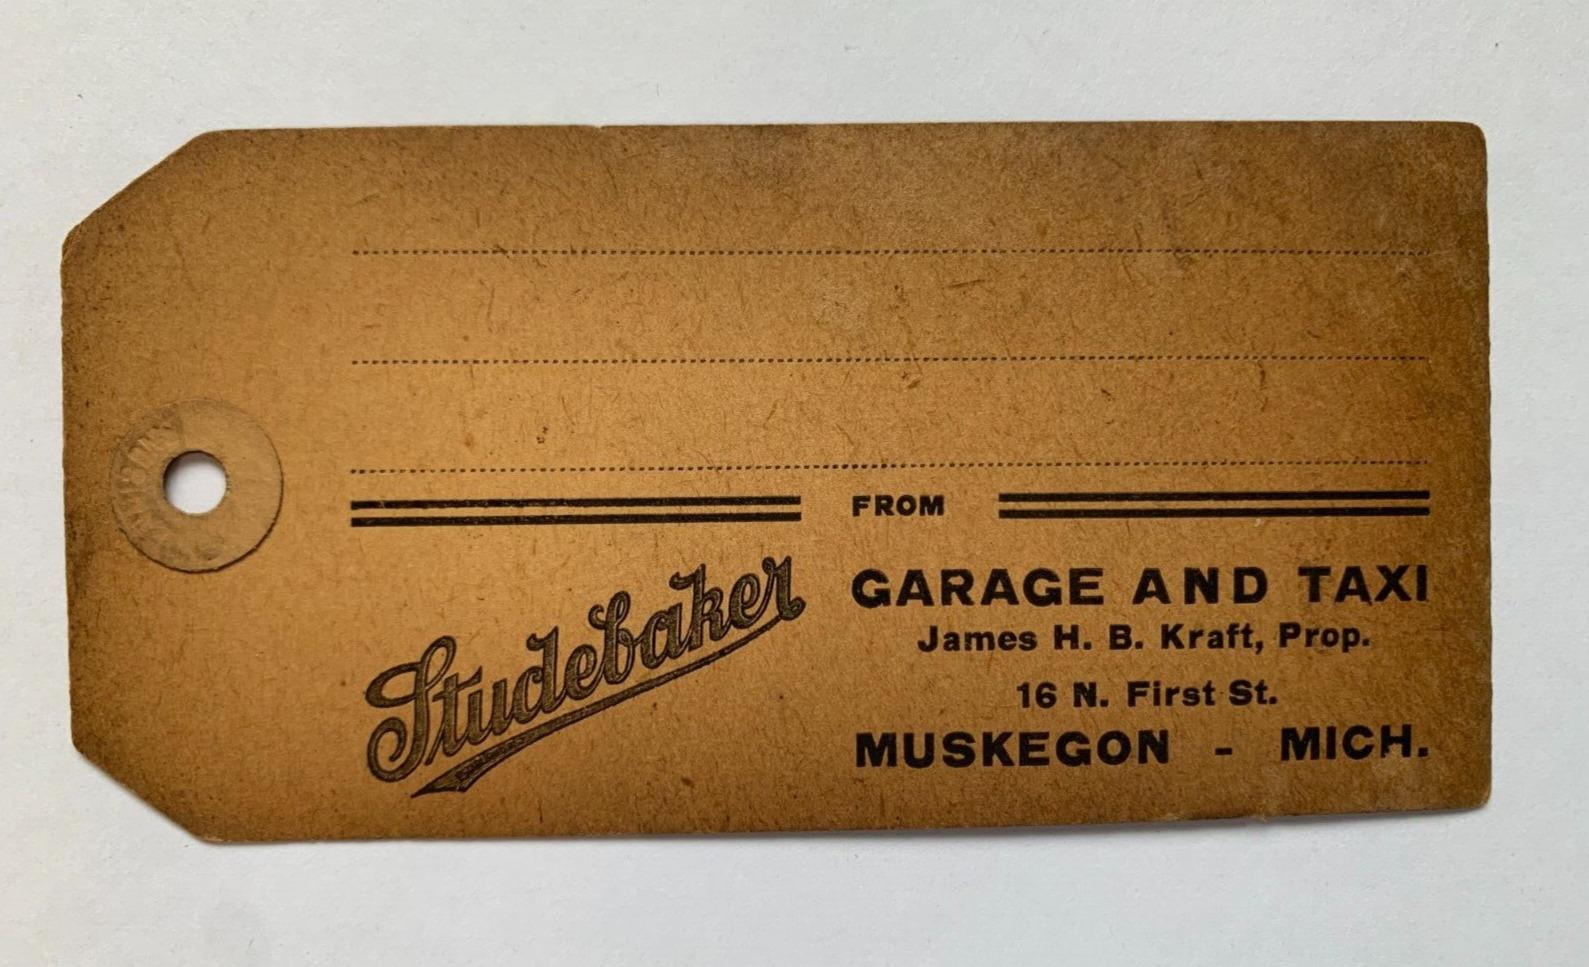 FROM
Studebaker
GARAGE AND TAXI
James H. B. Kraft, Prop.
16 N. First St.
MUSKEGON - MICH.